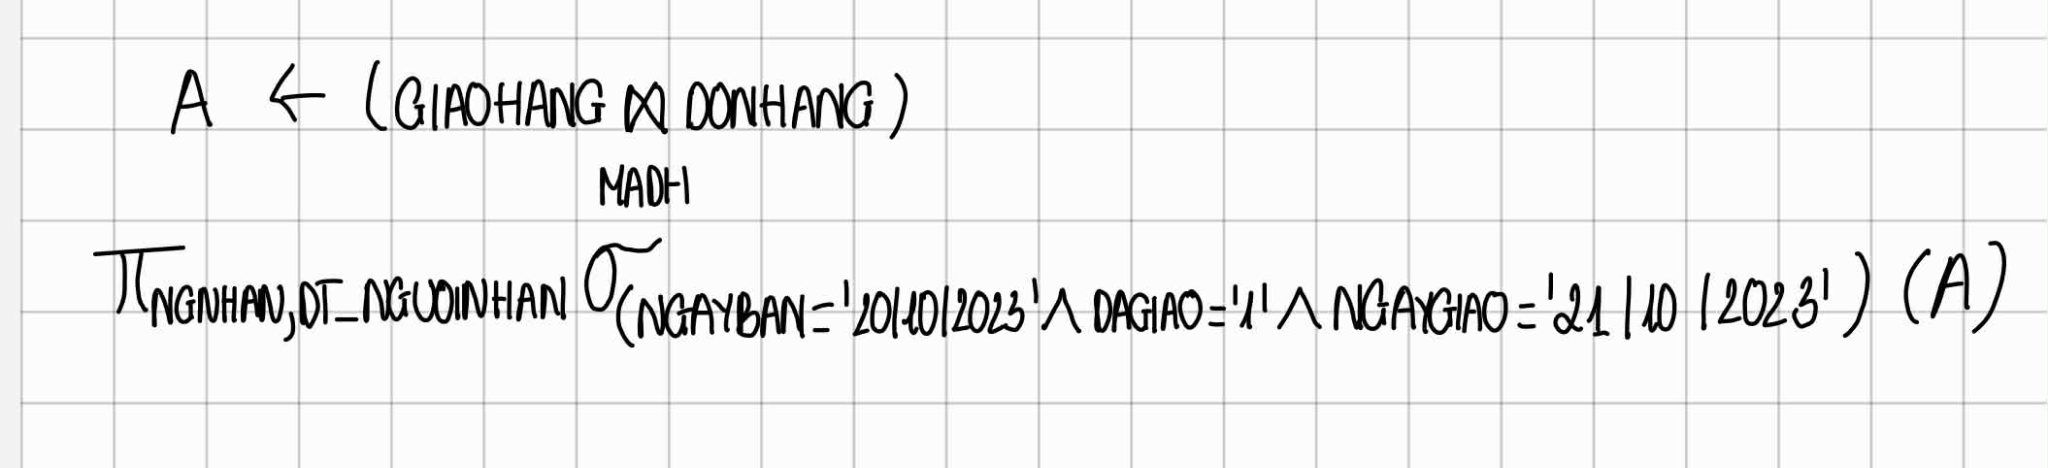 A ← (GIAOHANG ⋈ DONHANG)
MADH
π NGNHAN, DT_NGUOINHAN σ (NGAYBAN = '20/10/2023' ∧ DAGIAO = '1' ∧ NGAYGIAO = '21/10/2023') (A)